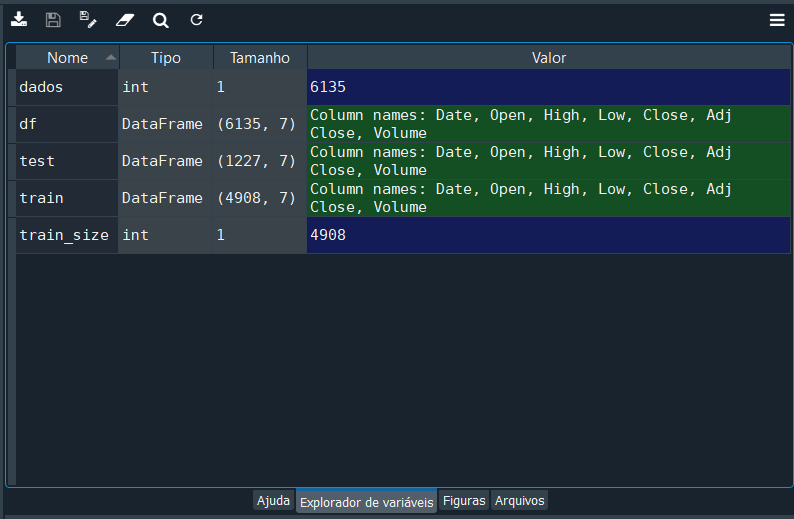 Nome Tipo Tamanho Valor
dados int 1 6135
df DataFrame (6135, 7) Column names: Date, Open, High, Low, Close, Adj
Close, Volume
test DataFrame (1227, 7) Column names: Date, Open, High, Low, Close, Adj
Close, Volume
train DataFrame (4908, 7) Column names: Date, Open, High, Low, Close, Adj
Close, Volume
train_size int 1 4908
Ajuda Explorador de variáveis Figuras Arquivos